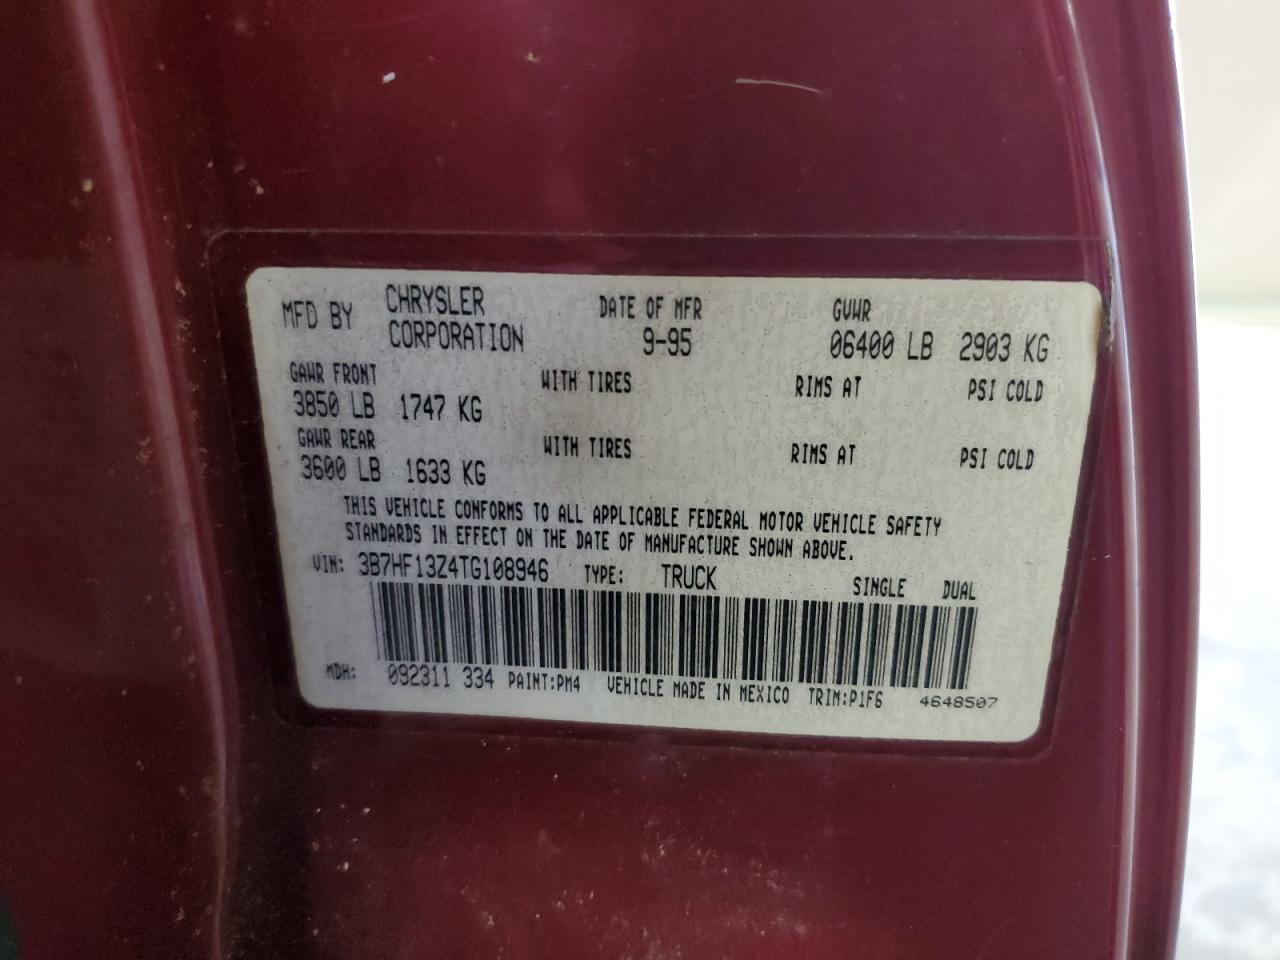 MFD BY CHRYSLER CORPORATION DATE OF MFR 9-95 GVWR 06400 LB 2903 KG
GAWR FRONT WITH TIRES RIMS AT PSI COLD
3850 LB 1747 KG
GAWR REAR WITH TIRES RIMS AT PSI COLD
3600 LB 1633 KG
THIS VEHICLE CONFORMS TO ALL APPLICABLE FEDERAL MOTOR VEHICLE SAFETY
STANDARDS IN EFFECT ON THE DATE OF MANUFACTURE SHOWN ABOVE.
VIN: 3B7HF13Z4TG108946 TYPE: TRUCK SINGLE DUAL
MDH: 092311 334 PAINT:PM4 VEHICLE MADE IN MEXICO TRIM:P1F6 4648507